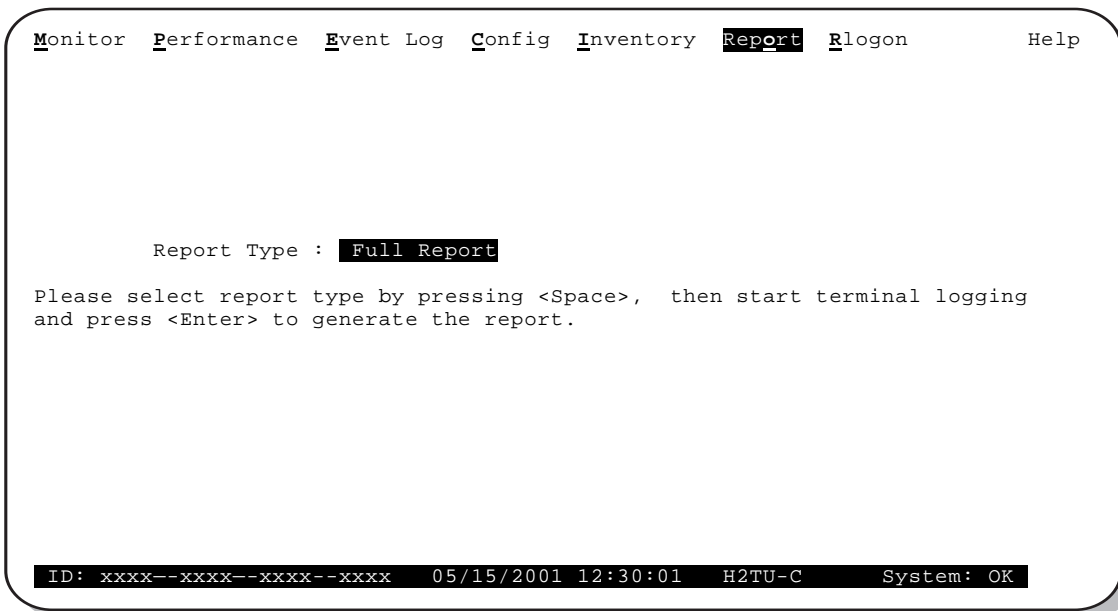 Monitor Performance Event Log Config Inventory Report Rlogon Help
Report Type : Full Report
Please select report type by pressing <Space>, then start terminal logging
and press <Enter> to generate the report.
ID: xxxx—-xxxx—-xxxx--xxxx 05/15/2001 12:30:01 H2TU-C System: OK